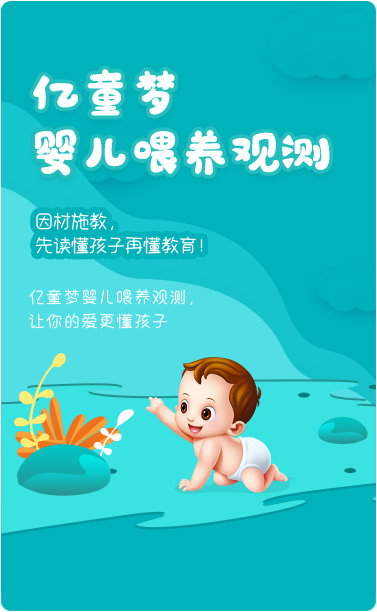 亿童梦
婴儿喂养观测
因材施教，
先读懂孩子再懂教育！
亿童梦婴儿喂养观测，
让你的爱更懂孩子